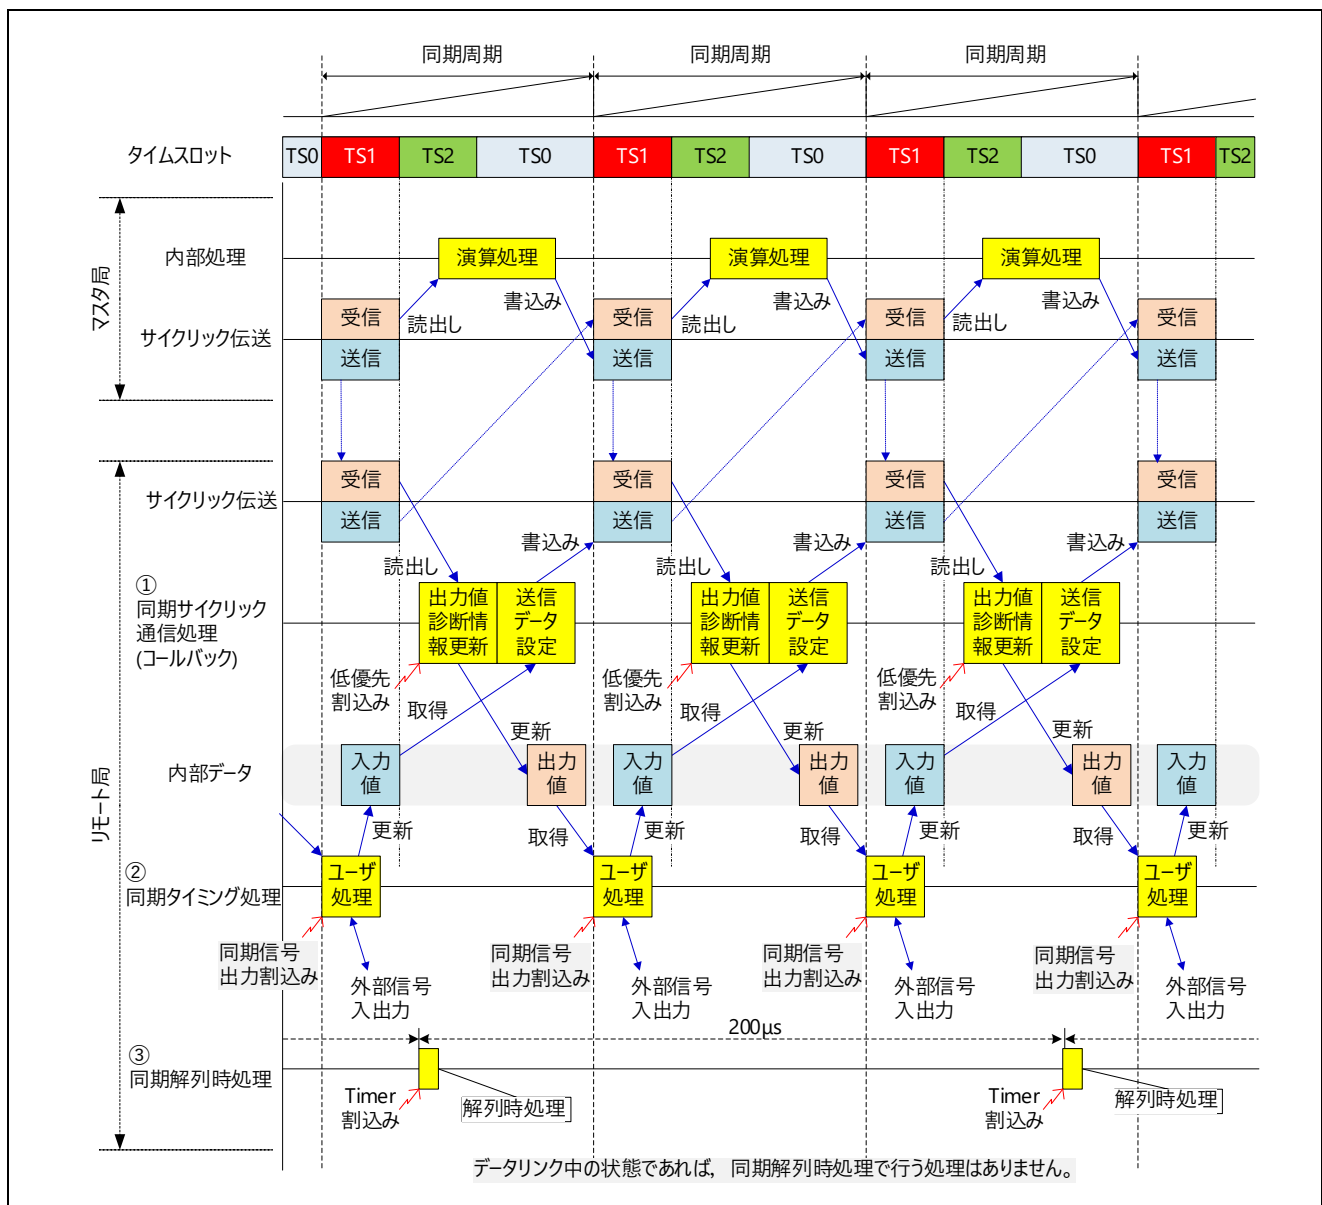 同期周期 同期周期 同期周期
タイムスロット TS0 TS1 TS2 TS0 TS1 TS2 TS0 TS1 TS2 TS0 TS1 TS2
マスタ局
内部処理 演算処理 演算処理 演算処理
書込み 書込み 書込み
受信 読出し 受信 読出し 受信 読出し 受信
サイクリック伝送
送信 送信 送信 送信
リモート局
受信 受信 受信 受信
サイクリック伝送
送信 送信 送信 送信
書込み 書込み 書込み
読出し 読出し 読出し
①
同期サイクリック
通信処理
(コールバック)
出力値 送信 出力値 送信 出力値 送信
診断情 データ 診断情 データ 診断情 データ
報更新 設定 報更新 設定 報更新 設定
低優先 低優先 低優先
割込み 割込み 割込み
取得 取得 取得
更新 更新 更新
内部データ
入力 出力 入力 出力 入力 出力 入力
値 値 値 値 値 値 値
更新 取得 更新 取得 更新 取得 更新
②
同期タイミング処理
ユーザ ユーザ ユーザ ユーザ
処理 処理 処理 処理
同期信号 同期信号 同期信号 同期信号
出力割込み 出力割込み 出力割込み 出力割込み
外部信号 外部信号 外部信号 外部信号
入出力 入出力 入出力 入出力
200μs
③
同期解列時処理
Timer Timer
割込み 割込み
解列時処理 解列時処理
データリンク中の状態であれば, 同期解列時処理で行う処理はありません。